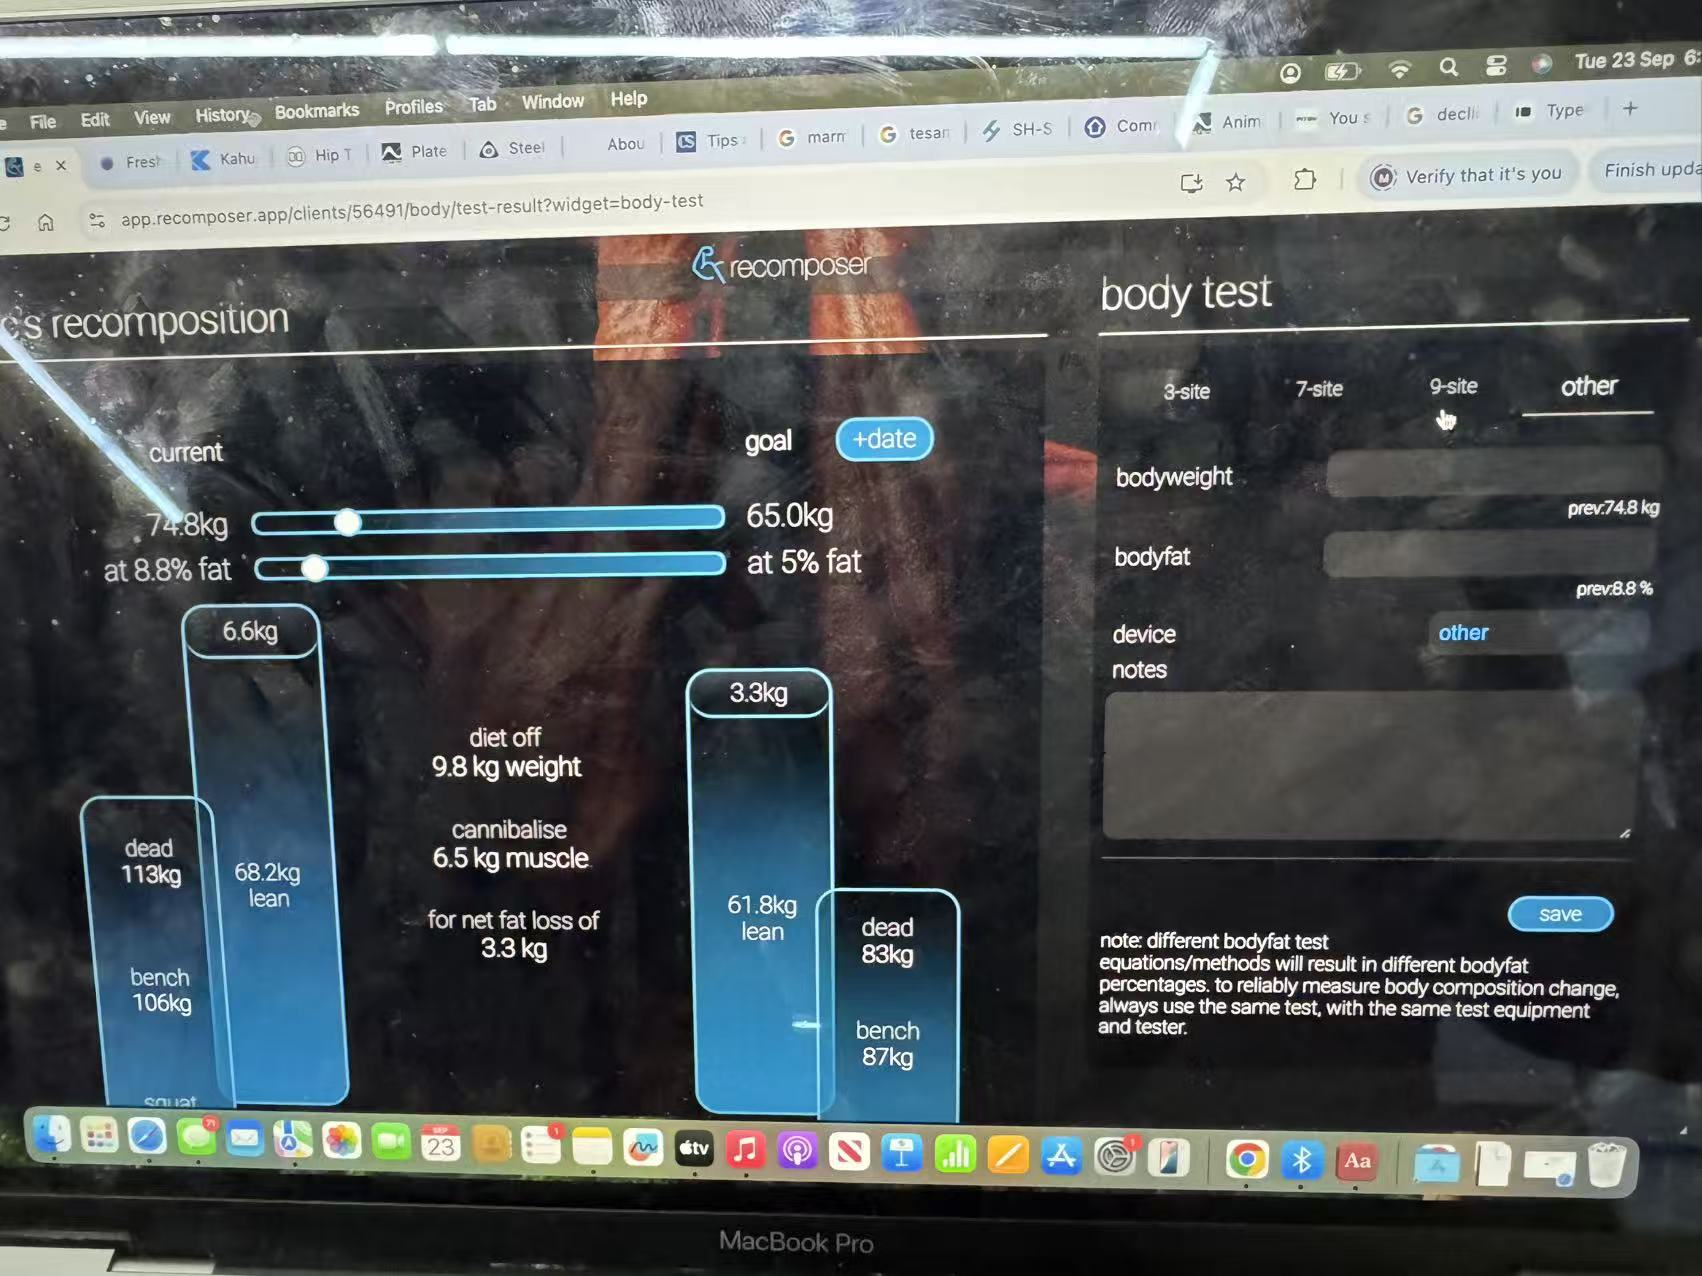 File Edit View History Bookmarks Profiles Tab Window Help
Tue 23 Sep 6:
e
Fresh
Kahu
Hip T
Plate
Steel
Abou
Tips
marn
tesan
SH-S
Com
Anim
You s
decli
Type
app.recomposer.app/clients/56491/body/test-result?widget=body-test
Verify that it's you
Finish upda
recomposer
's recomposition
current
goal
+date
74.8kg
65.0kg
at 8.8% fat
at 5% fat
6.6kg
68.2kg
lean
dead
113kg
bench
106kg
squat
diet off
9.8 kg weight
cannibalise
6.5 kg muscle
for net fat loss of
3.3 kg
3.3kg
61.8kg
lean
dead
83kg
bench
87kg
body test
3-site 7-site 9-site other
bodyweight
prev:74.8 kg
bodyfat
prev:8.8 %
device
other
notes
save
note: different bodyfat test
equations/methods will result in different bodyfat
percentages. to reliably measure body composition change,
always use the same test, with the same test equipment
and tester.
71
SEP
23
1
tv
1
Aa
MacBook Pro